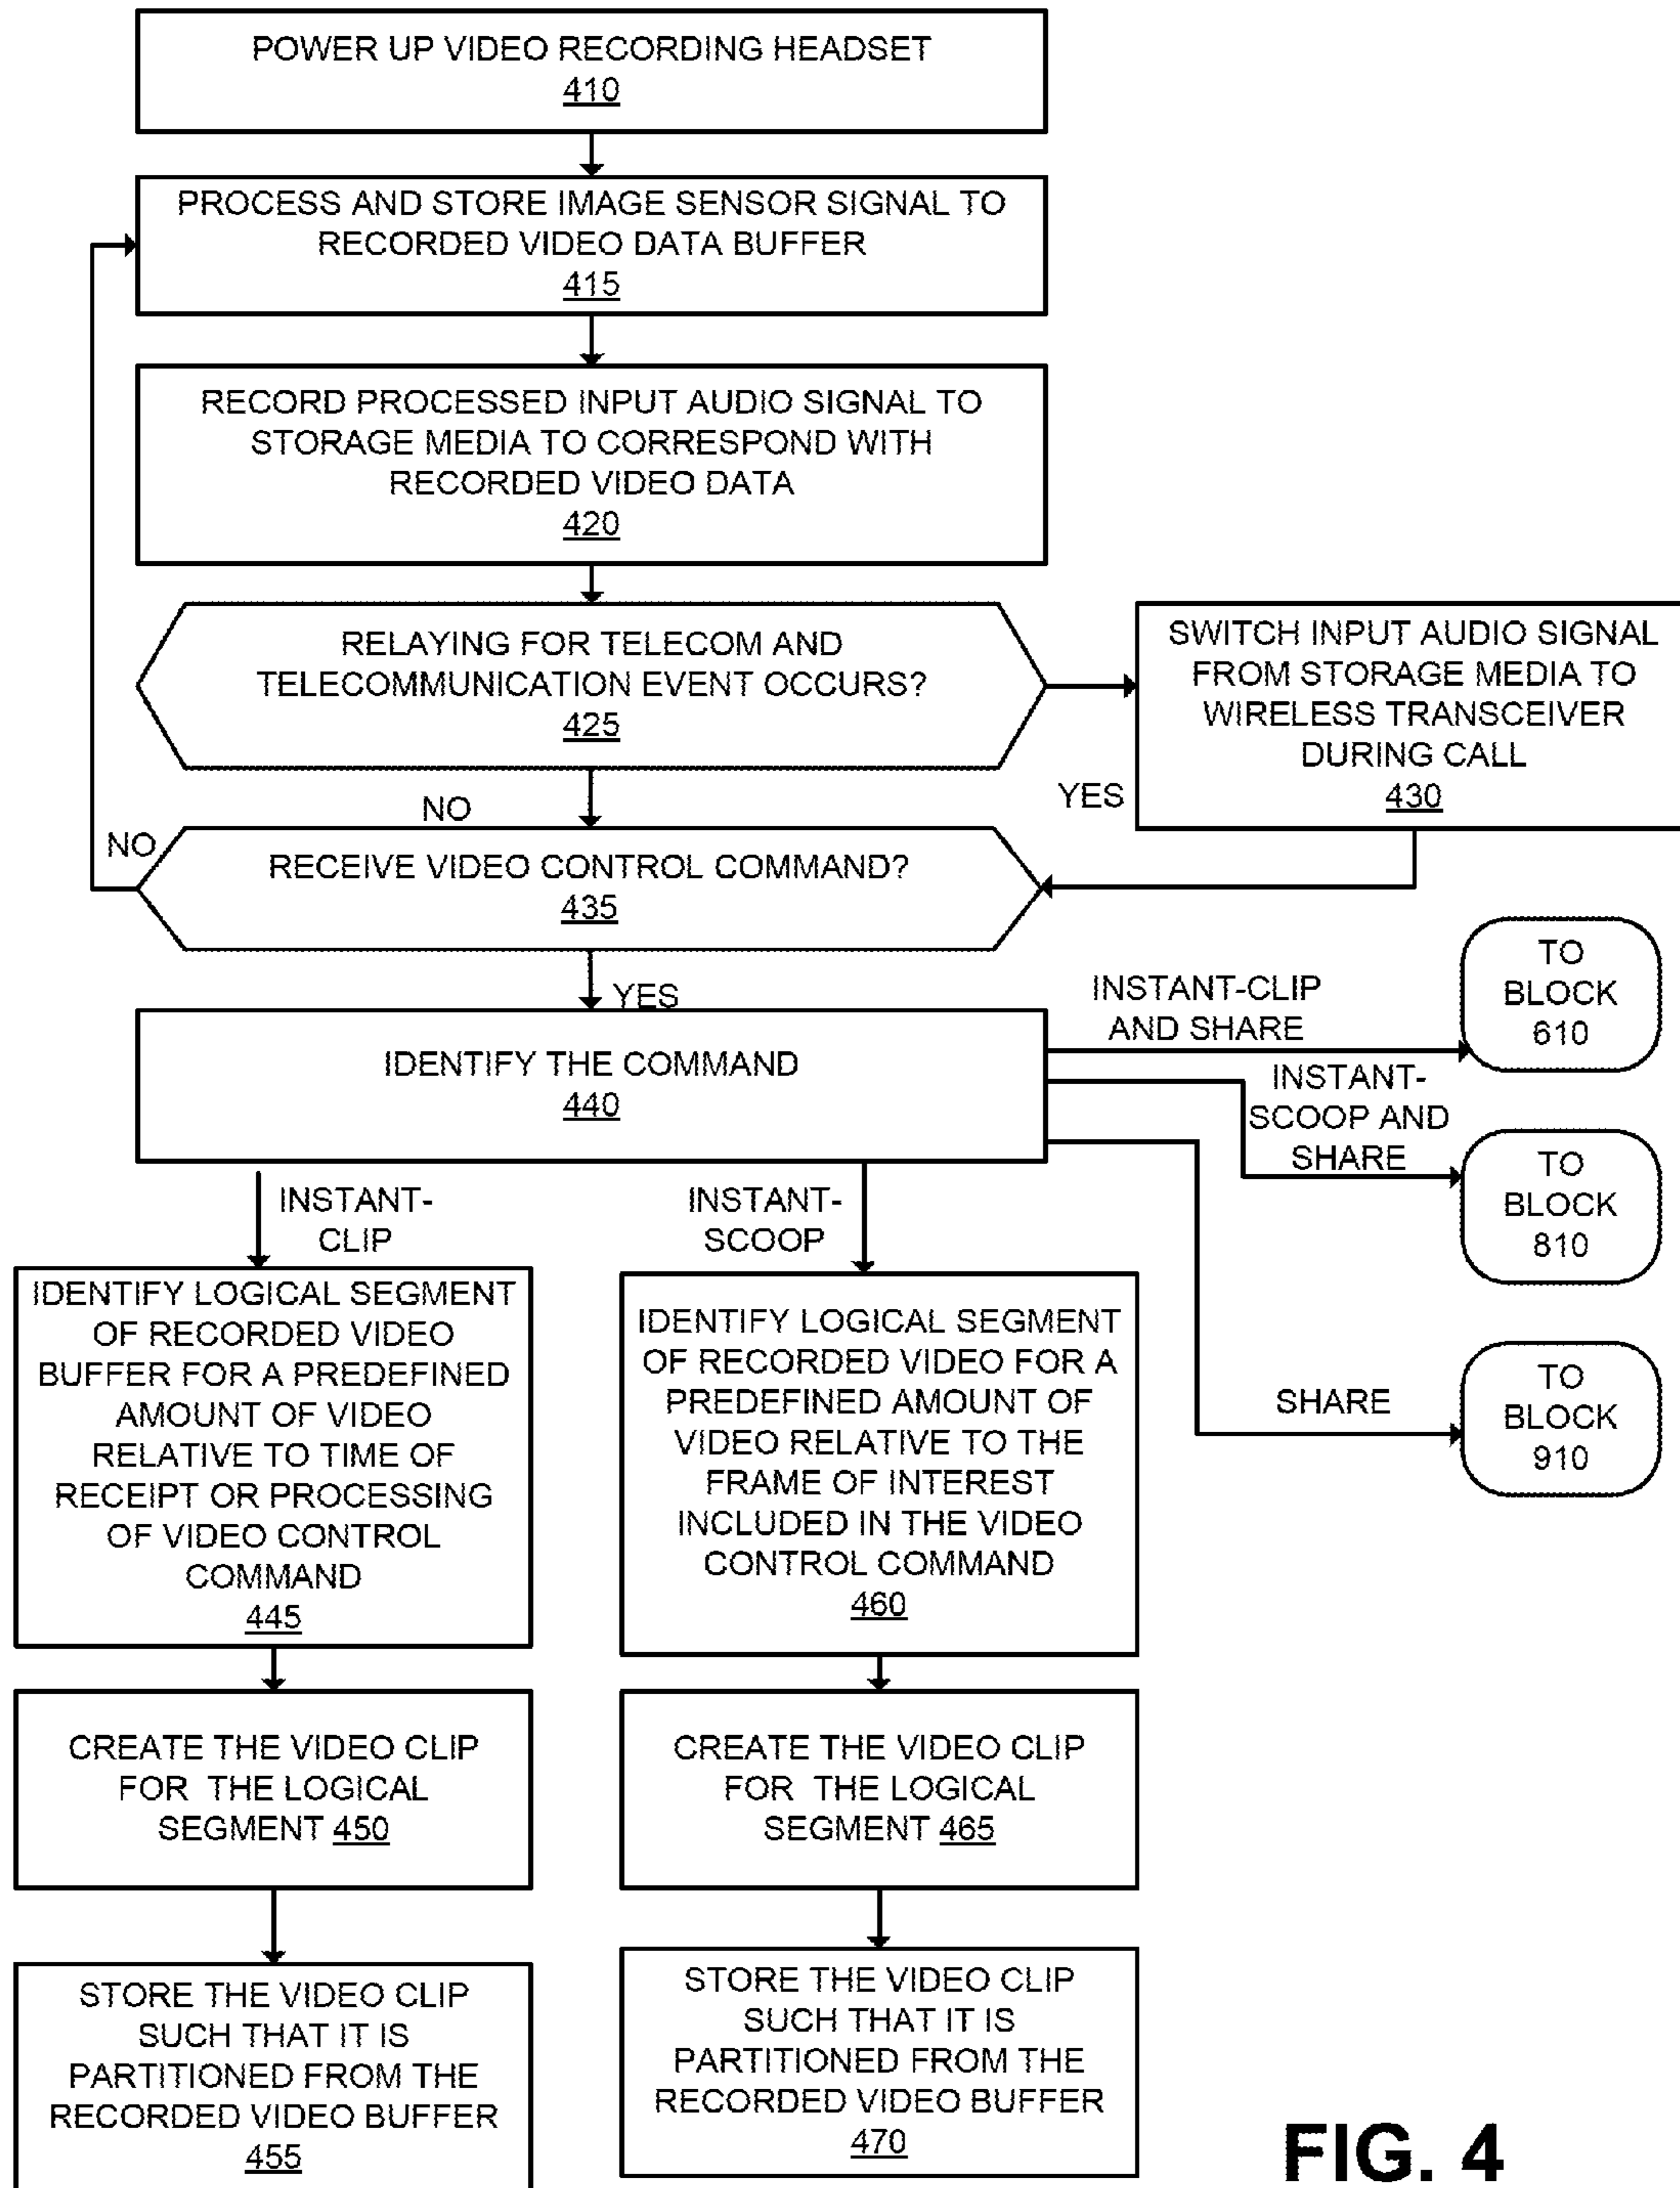 POWER UP VIDEO RECORDING HEADSET
410
PROCESS AND STORE IMAGE SENSOR SIGNAL TO
RECORDED VIDEO DATA BUFFER
415
RECORD PROCESSED INPUT AUDIO SIGNAL TO
STORAGE MEDIA TO CORRESPOND WITH
RECORDED VIDEO DATA
420
RELAYING FOR TELECOM AND
TELECOMMUNICATION EVENT OCCURS?
425
YES
SWITCH INPUT AUDIO SIGNAL
FROM STORAGE MEDIA TO
WIRELESS TRANSCEIVER
DURING CALL
430
NO
RECEIVE VIDEO CONTROL COMMAND?
435
NO
YES
IDENTIFY THE COMMAND
440
INSTANT-CLIP
AND SHARE
TO
BLOCK
610
INSTANT-
SCOOP AND
SHARE
TO
BLOCK
810
SHARE
TO
BLOCK
910
INSTANT-
CLIP
IDENTIFY LOGICAL SEGMENT
OF RECORDED VIDEO
BUFFER FOR A PREDEFINED
AMOUNT OF VIDEO
RELATIVE TO TIME OF
RECEIPT OR PROCESSING
OF VIDEO CONTROL
COMMAND
445
CREATE THE VIDEO CLIP
FOR THE LOGICAL
SEGMENT 450
STORE THE VIDEO CLIP
SUCH THAT IT IS
PARTITIONED FROM THE
RECORDED VIDEO BUFFER
455
INSTANT-
SCOOP
IDENTIFY LOGICAL SEGMENT
OF RECORDED VIDEO FOR A
PREDEFINED AMOUNT OF
VIDEO RELATIVE TO THE
FRAME OF INTEREST
INCLUDED IN THE VIDEO
CONTROL COMMAND
460
CREATE THE VIDEO CLIP
FOR THE LOGICAL
SEGMENT 465
STORE THE VIDEO CLIP
SUCH THAT IT IS
PARTITIONED FROM THE
RECORDED VIDEO BUFFER
470
FIG. 4